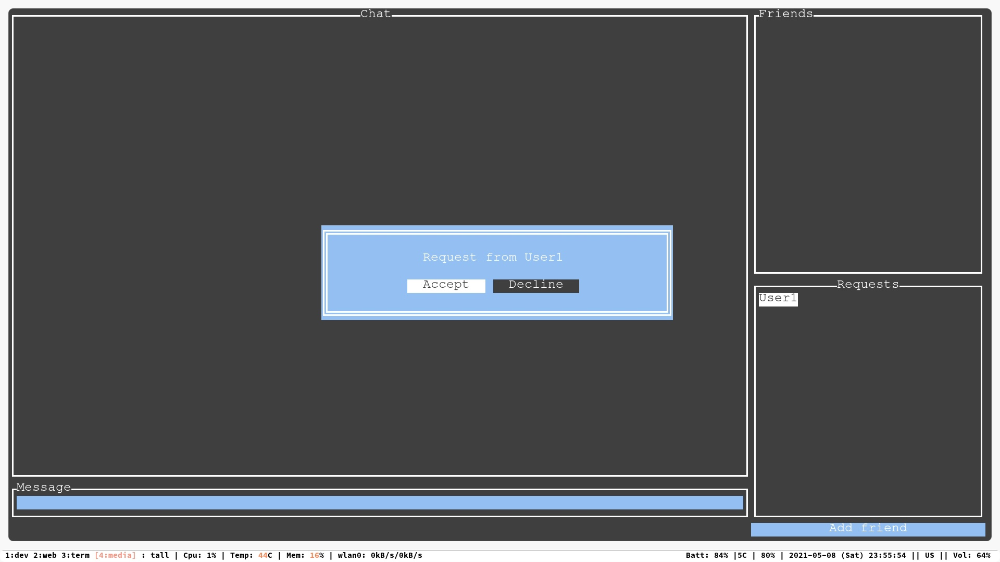 Chat
Friends
Request from User1
Accept
Decline
Requests
User1
Message
Add friend
1:dev 2:web 3:term [4:media] : tall | Cpu: 1% | Temp: 44C | Mem: 16% | wlan0: 0kB/s/0kB/s
Batt: 84% |5C | 80% | 2021-05-08 (Sat) 23:55:54 || US || Vol: 64%